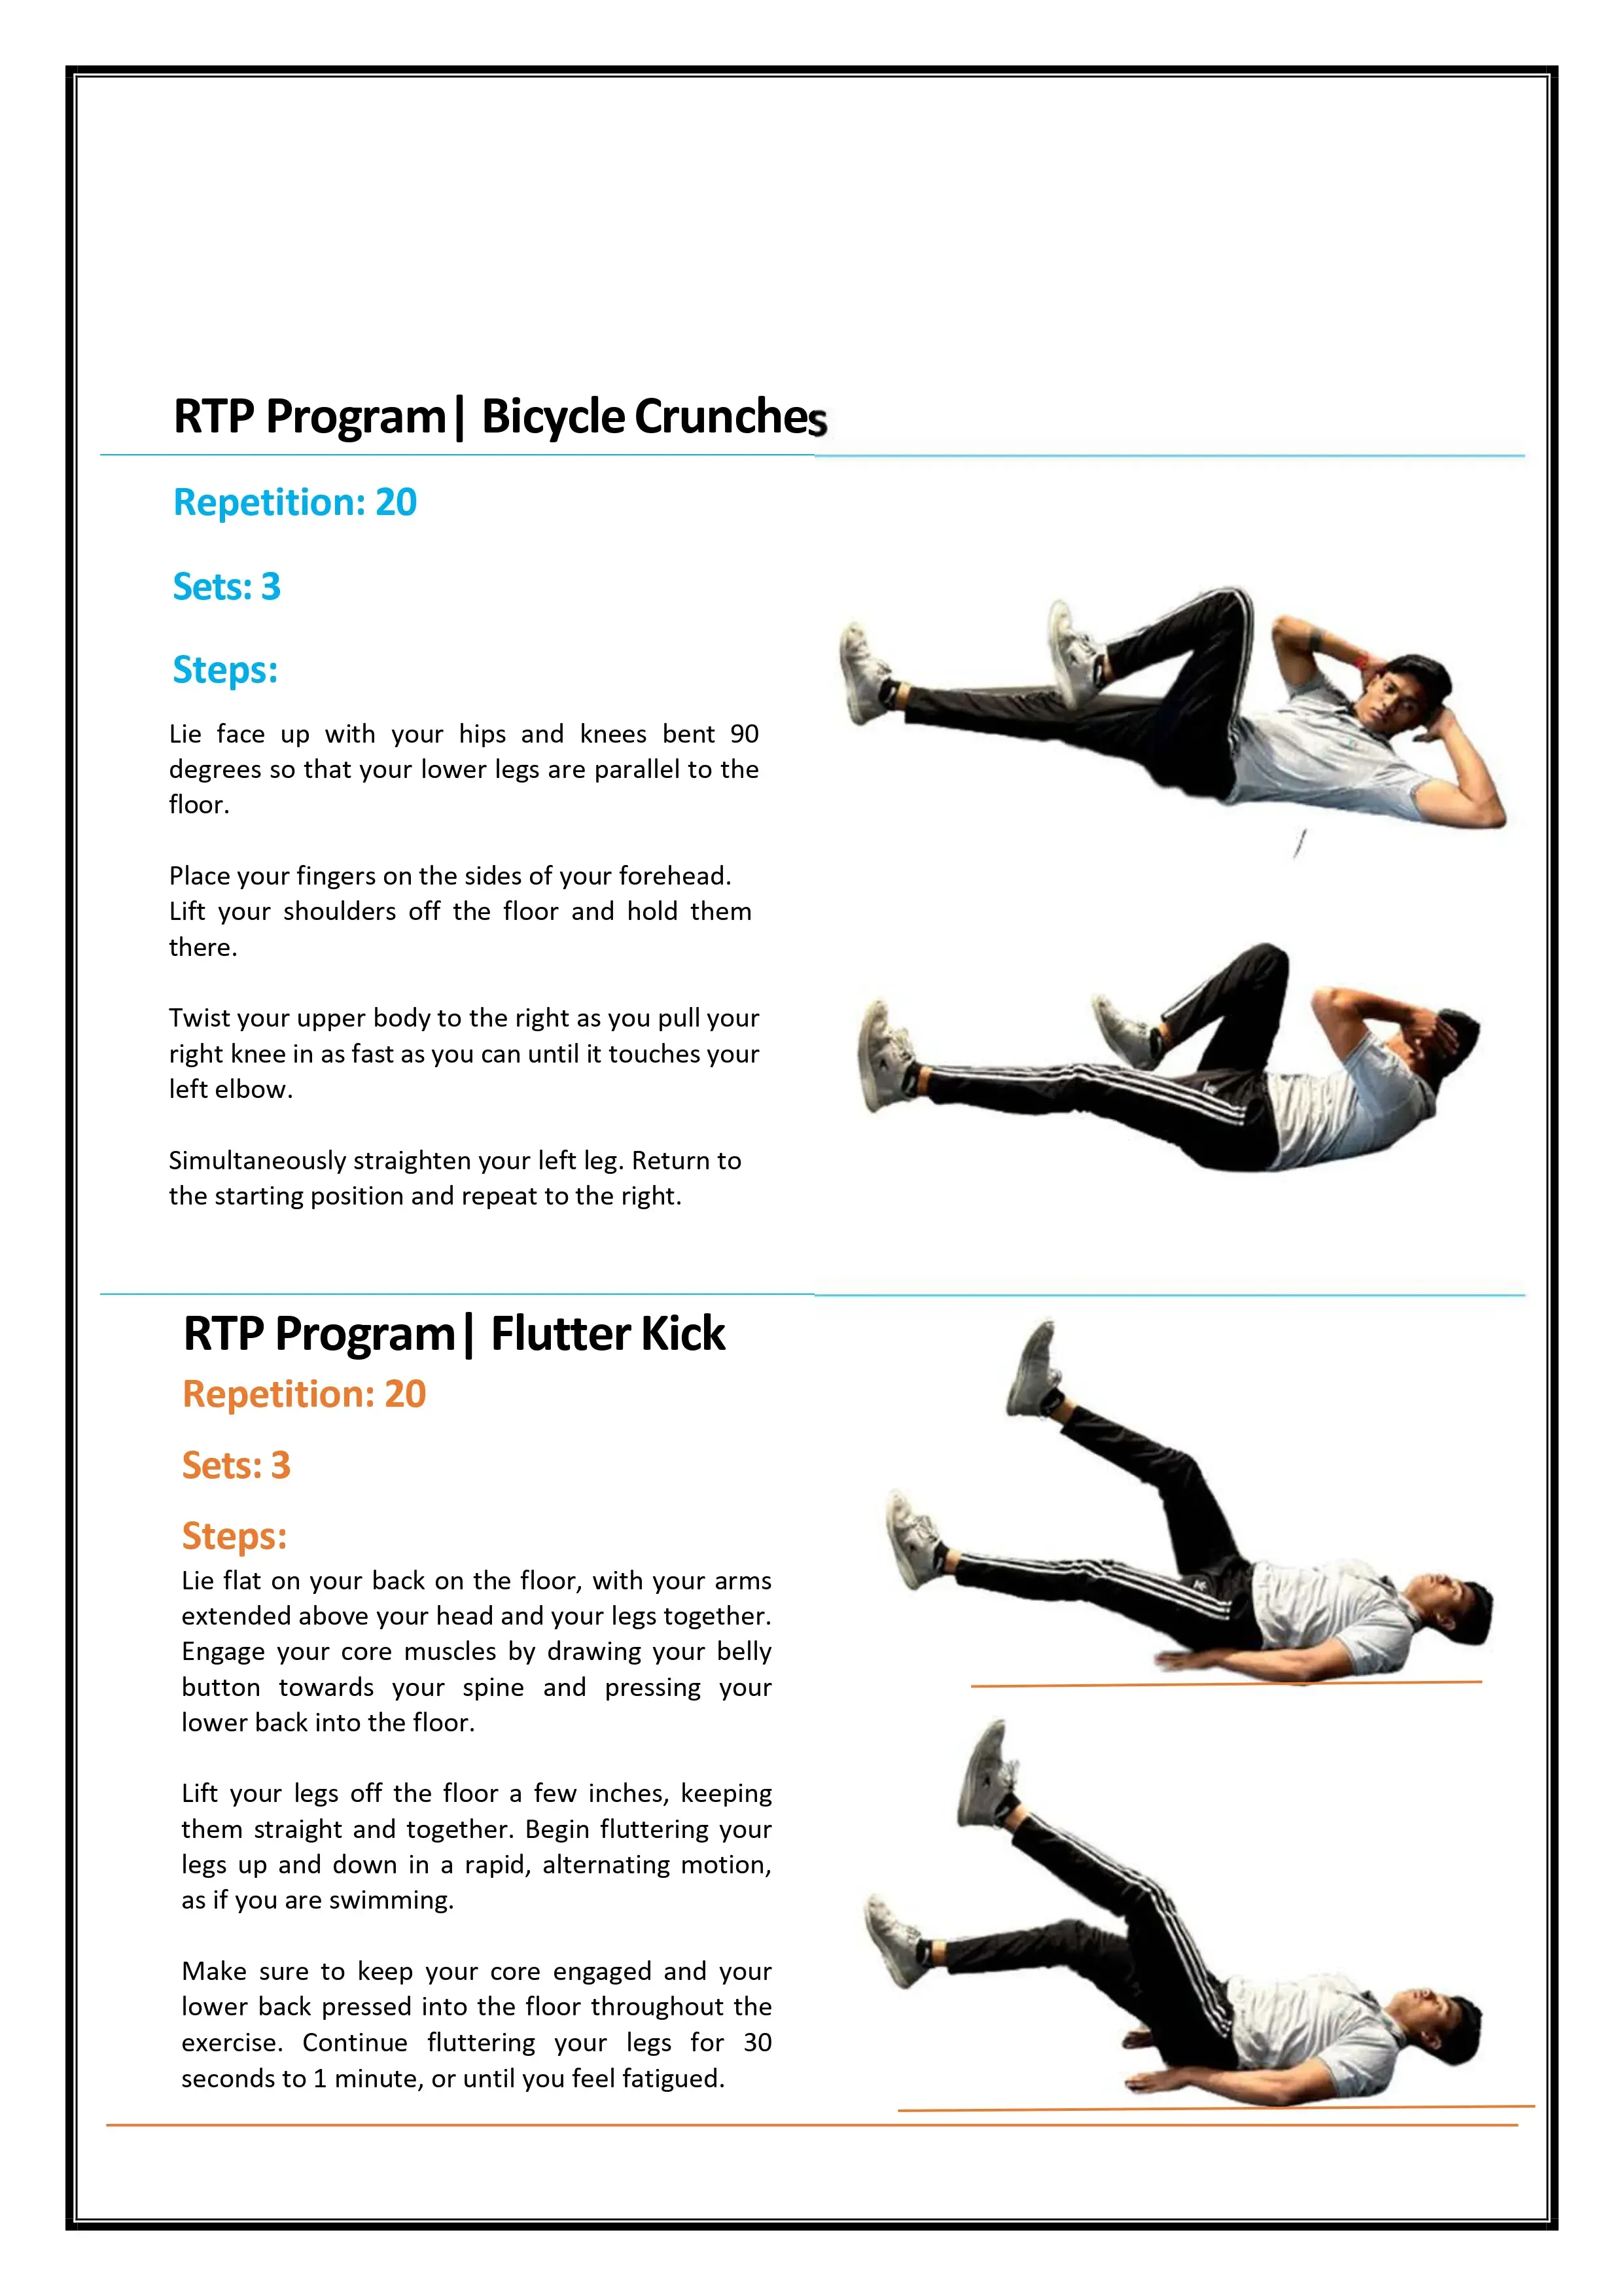 RTP Program| Bicycle Crunches
Repetition: 20
Sets: 3
Steps:
Lie face up with your hips and knees bent 90
degrees so that your lower legs are parallel to the
floor.
Place your fingers on the sides of your forehead.
Lift your shoulders off the floor and hold them
there.
Twist your upper body to the right as you pull your
right knee in as fast as you can until it touches your
left elbow.
Simultaneously straighten your left leg. Return to
the starting position and repeat to the right.
RTP Program| Flutter Kick
Repetition: 20
Sets: 3
Steps:
Lie flat on your back on the floor, with your arms
extended above your head and your legs together.
Engage your core muscles by drawing your belly
button towards your spine and pressing your
lower back into the floor.
Lift your legs off the floor a few inches, keeping
them straight and together. Begin fluttering your
legs up and down in a rapid, alternating motion,
as if you are swimming.
Make sure to keep your core engaged and your
lower back pressed into the floor throughout the
exercise. Continue fluttering your legs for 30
seconds to 1 minute, or until you feel fatigued.